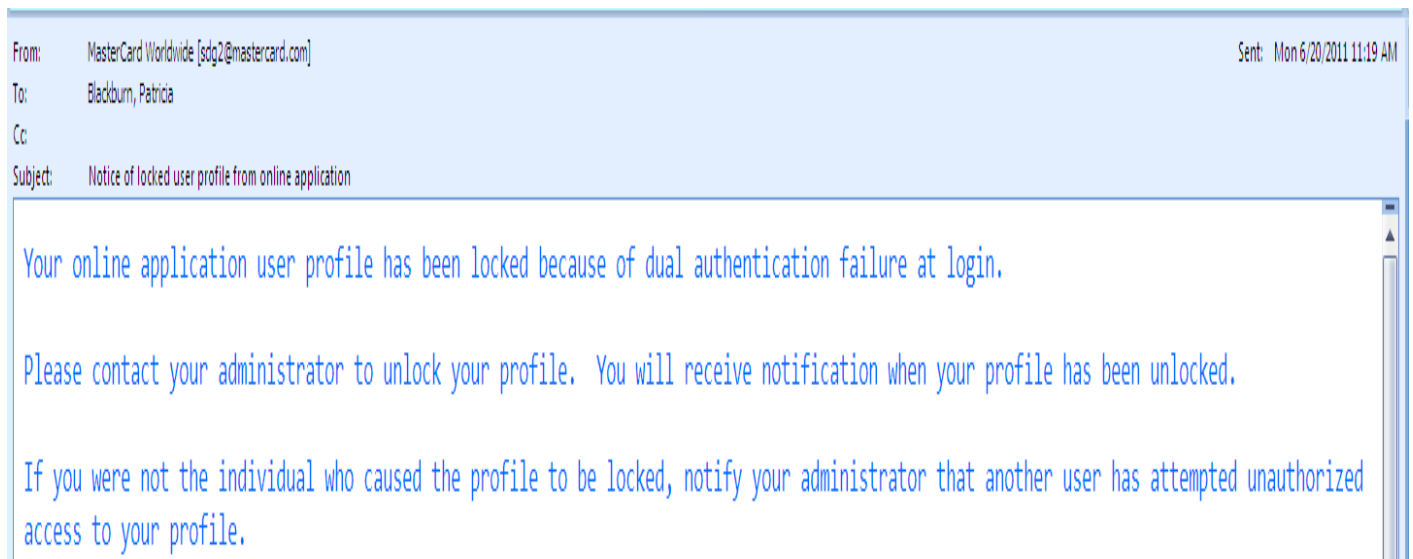 From: MasterCard Worldwide [sdg2@mastercard.com] Sent: Mon 6/20/2011 11:19 AM
To: Blackburn, Patricia
Cc:
Subject: Notice of locked user profile from online application
Your online application user profile has been locked because of dual authentication failure at login.
Please contact your administrator to unlock your profile.  You will receive notification when your profile has been unlocked.
If you were not the individual who caused the profile to be locked, notify your administrator that another user has attempted unauthorized
access to your profile.